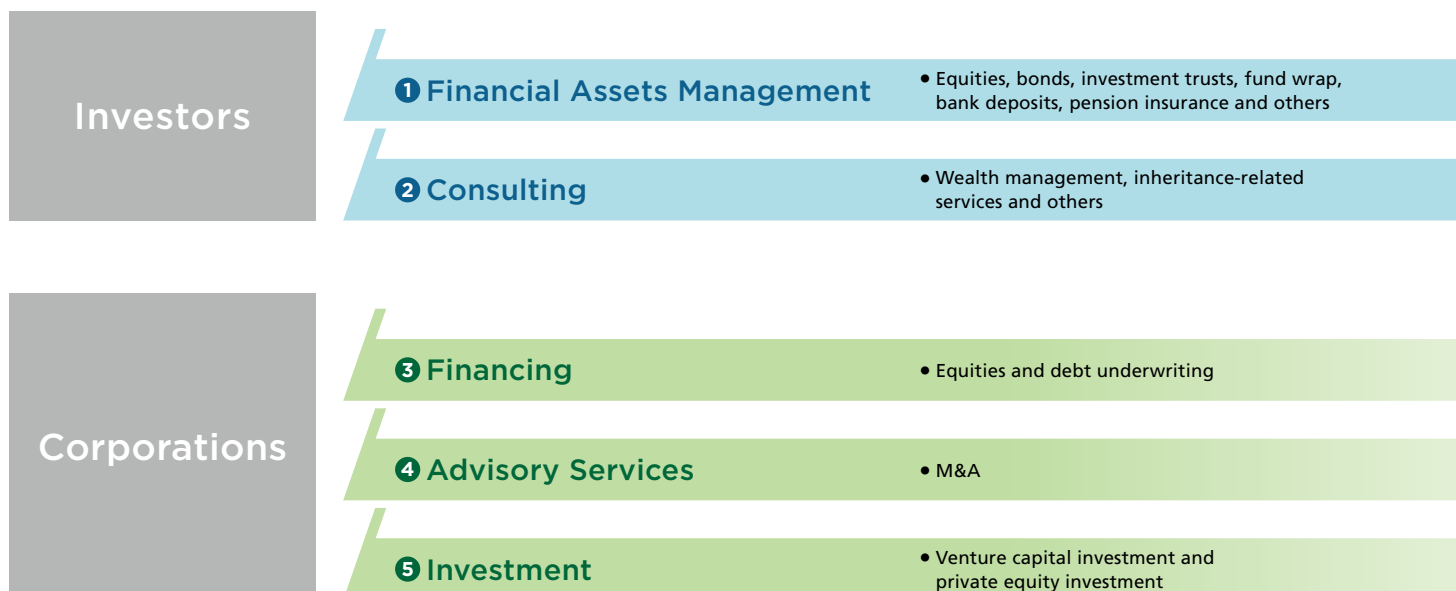 Investors
❶ Financial Assets Management
• Equities, bonds, investment trusts, fund wrap,
bank deposits, pension insurance and others
❷ Consulting
• Wealth management, inheritance-related
services and others
Corporations
❸ Financing
• Equities and debt underwriting
❹ Advisory Services
• M&A
❺ Investment
• Venture capital investment and
private equity investment